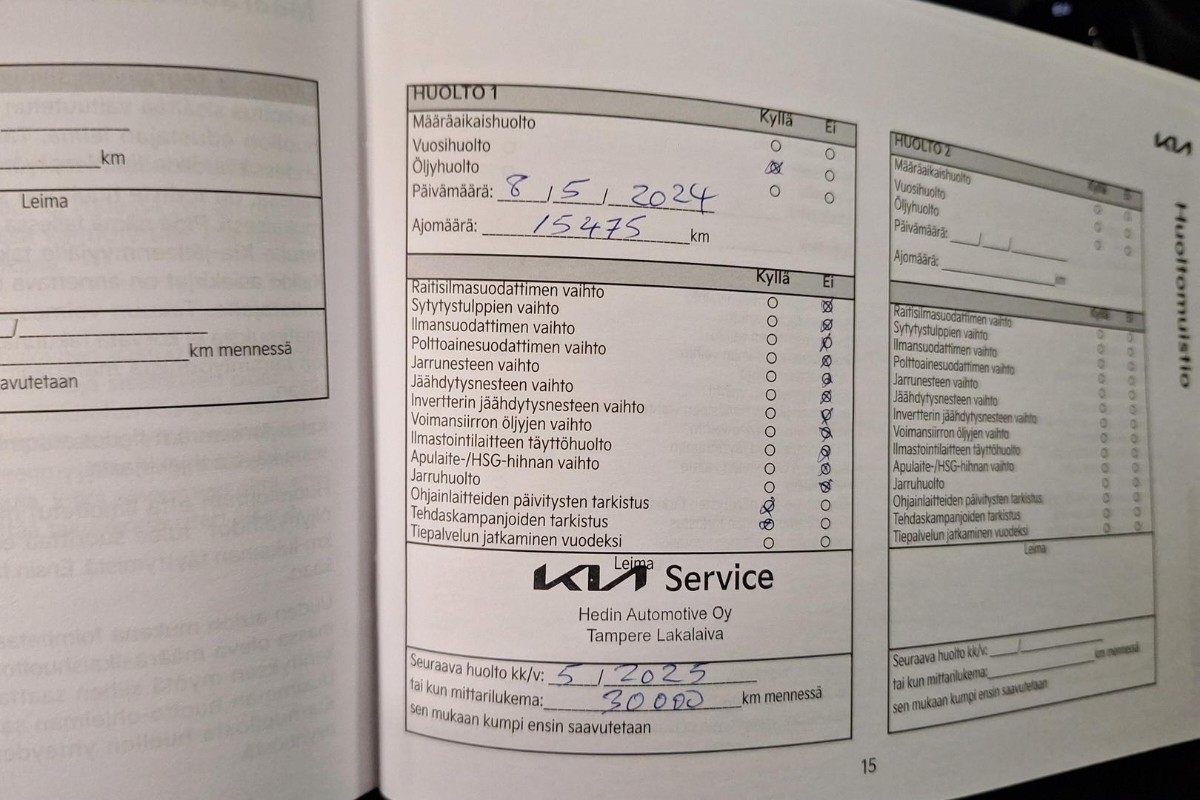 km
Leima
/
km mennessä
avutetaan
HUOLTO 1
Kyllä Ei
Määräaikaishuolto
Vuosihuolto
Öljyhuolto
Päivämäärä: 8 / 5 / 2024
Ajomäärä: 15475 km
Kyllä Ei
Raitisilmasuodattimen vaihto
Sytytystulppien vaihto
Ilmansuodattimen vaihto
Polttoainesuodattimen vaihto
Jarrunesteen vaihto
Jäähdytysnesteen vaihto
Invertterin jäähdytysnesteen vaihto
Voimansiirron öljyjen vaihto
Ilmastointilaitteen täyttöhuolto
Apulaite-/HSG-hihnan vaihto
Jarruhuolto
Ohjainlaitteiden päivitysten tarkistus
Tehdaskampanjoiden tarkistus
Tiepalvelun jatkaminen vuodeksi
Leima
KIA Service
Hedin Automotive Oy
Tampere Lakalaiva
Seuraava huolto kk/v: 5 / 2025
tai kun mittarilukema: 30000 km mennessä
sen mukaan kumpi ensin saavutetaan
15
HUOLTO 2
Kyllä Ei
Määräaikaishuolto
Vuosihuolto
Öljyhuolto
Päivämäärä: / /
Ajomäärä: km
Kyllä Ei
Raitisilmasuodattimen vaihto
Sytytystulppien vaihto
Ilmansuodattimen vaihto
Polttoainesuodattimen vaihto
Jarrunesteen vaihto
Jäähdytysnesteen vaihto
Invertterin jäähdytysnesteen vaihto
Voimansiirron öljyjen vaihto
Ilmastointilaitteen täyttöhuolto
Apulaite-/HSG-hihnan vaihto
Jarruhuolto
Ohjainlaitteiden päivitysten tarkistus
Tehdaskampanjoiden tarkistus
Tiepalvelun jatkaminen vuodeksi
Leima
Seuraava huolto kk/v: /
tai kun mittarilukema: km mennessä
sen mukaan kumpi ensin saavutetaan
KIA
Huoltomuistio